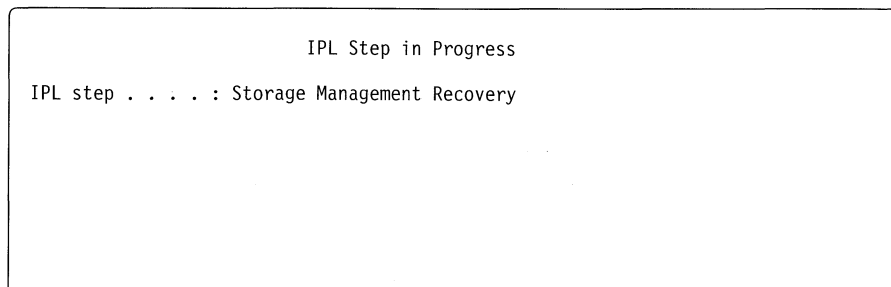 IPL Step in Progress
IPL step . . . . : Storage Management Recovery